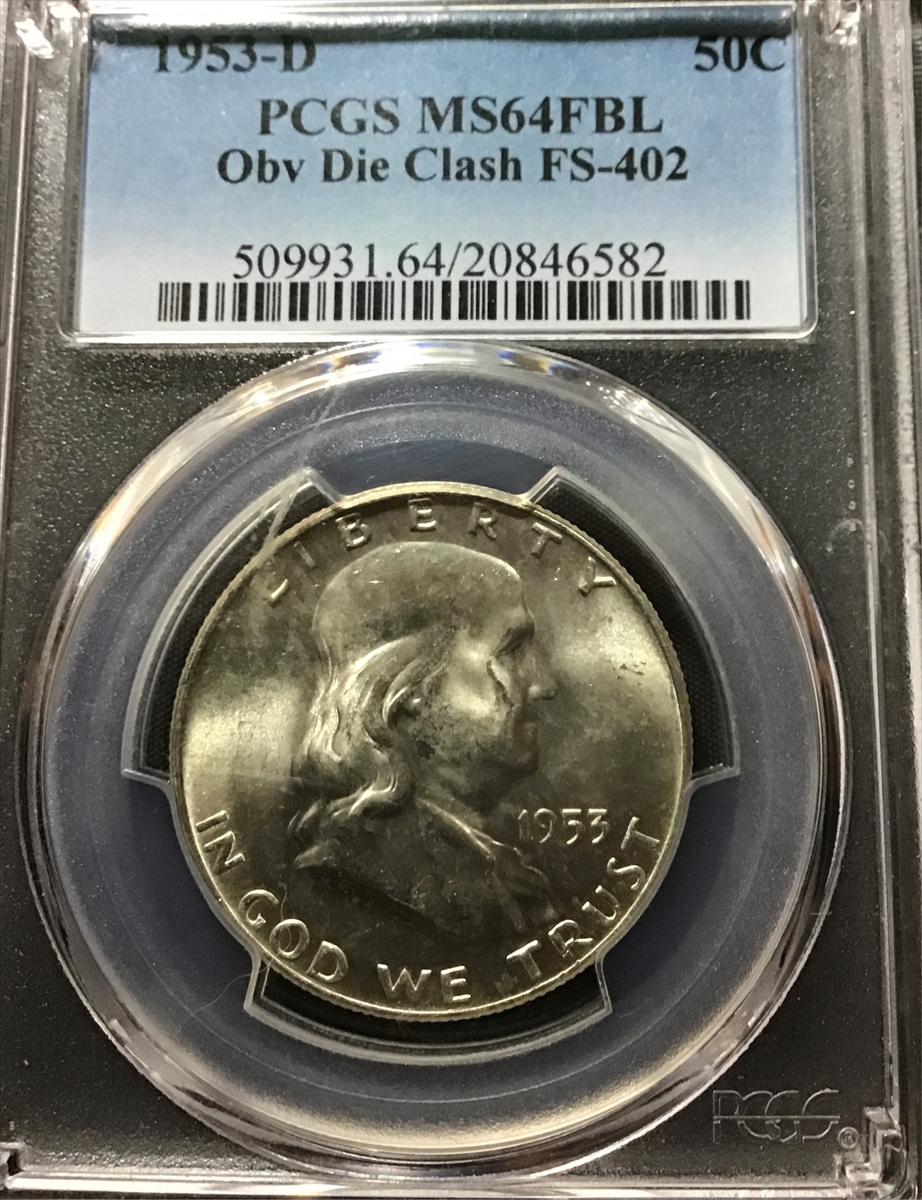 1953-D 50C
PCGS MS64FBL
Obv Die Clash FS-402
509931.64/20846582
LIBERTY
1953
IN GOD WE TRUST
PCGS®